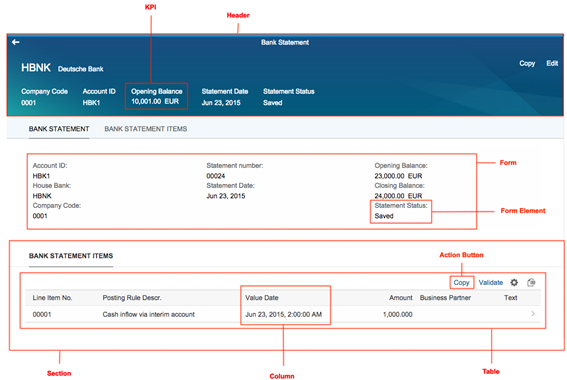 KPI
Header
Bank Statement
HBNK Deutsche Bank
Copy Edit
Company Code Account ID Opening Balance Statement Date Statement Status
0001 HBK1 10,001.00 EUR Jun 23, 2015 Saved
BANK STATEMENT BANK STATEMENT ITEMS
Account ID: Statement number: Opening Balance:
HBK1 00024 23,000.00 EUR
Form
House Bank: Statement Date: Closing Balance:
HBNK Jun 23, 2015 24,000.00 EUR
Company Code: Statement Status:
0001 Saved
Form Element
BANK STATEMENT ITEMS
Action Button
Copy Validate
Line Item No. Posting Rule Descr. Value Date Amount Business Partner Text
00001 Cash inflow via interim account Jun 23, 2015, 2:00:00 AM 1,000.000
Section
Column
Table